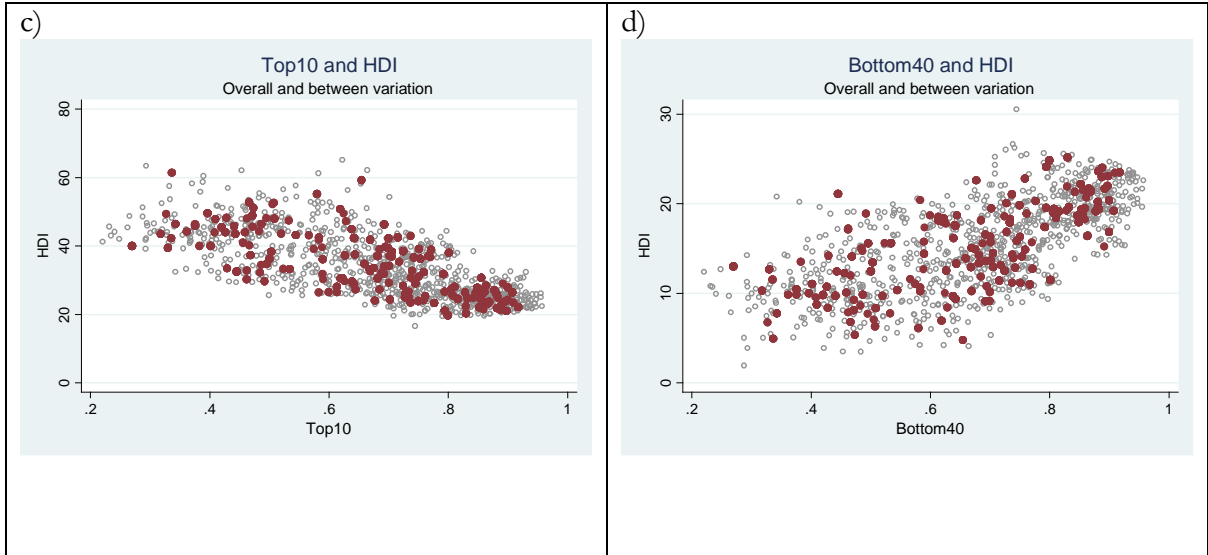 c)
Top10 and HDI
Overall and between variation
80
60
40
20
0
HDI
.2 .4 .6 .8 1
Top10
d)
Bottom40 and HDI
Overall and between variation
30
20
10
0
HDI
.2 .4 .6 .8 1
Bottom40